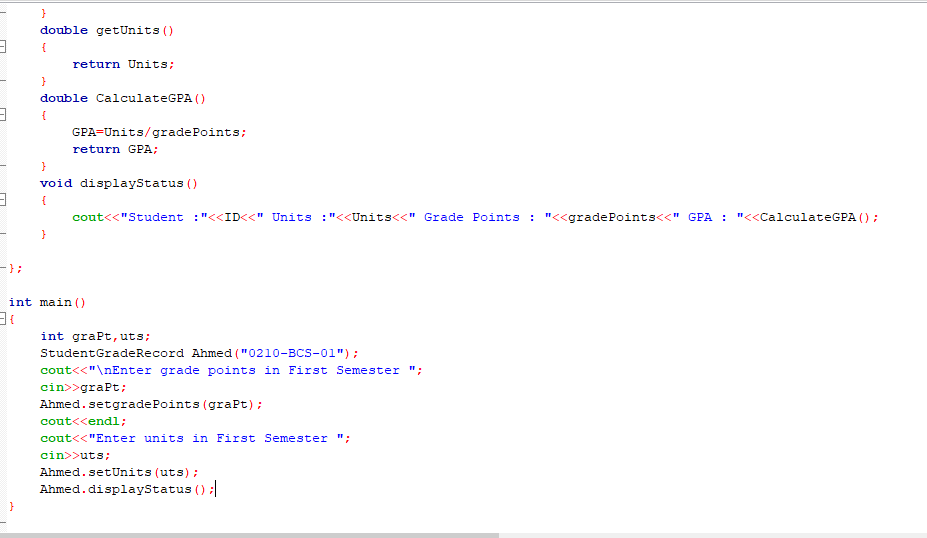 }
double getUnits()
{
return Units;
}
double CalculateGPA()
{
GPA=Units/gradePoints;
return GPA;
}
void displayStatus()
{
cout<<"Student :"<<ID<<" Units :"<<Units<<" Grade Points : "<<gradePoints<<" GPA : "<<CalculateGPA();
}
};
int main()
{
int graPt,uts;
StudentGradeRecord Ahmed("0210-BCS-01");
cout<<"\nEnter grade points in First Semester ";
cin>>graPt;
Ahmed.setgradePoints(graPt);
cout<<endl;
cout<<"Enter units in First Semester ";
cin>>uts;
Ahmed.setUnits(uts);
Ahmed.displayStatus();
}